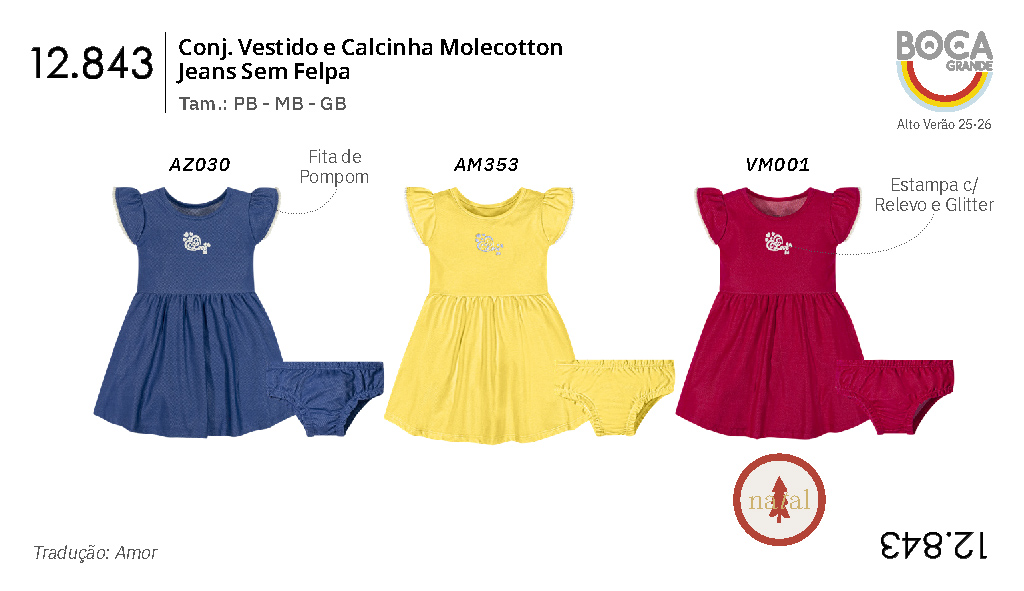 12.843
Conj. Vestido e Calcinha Molecotton
Jeans Sem Felpa
Tam.: PB - MB - GB
BOCA
GRANDE
Alto Verão 25-26
AZ030
Fita de
Pompom
AM353
VM001
Estampa c/
Relevo e Glitter
natal
12.843
Tradução: Amor